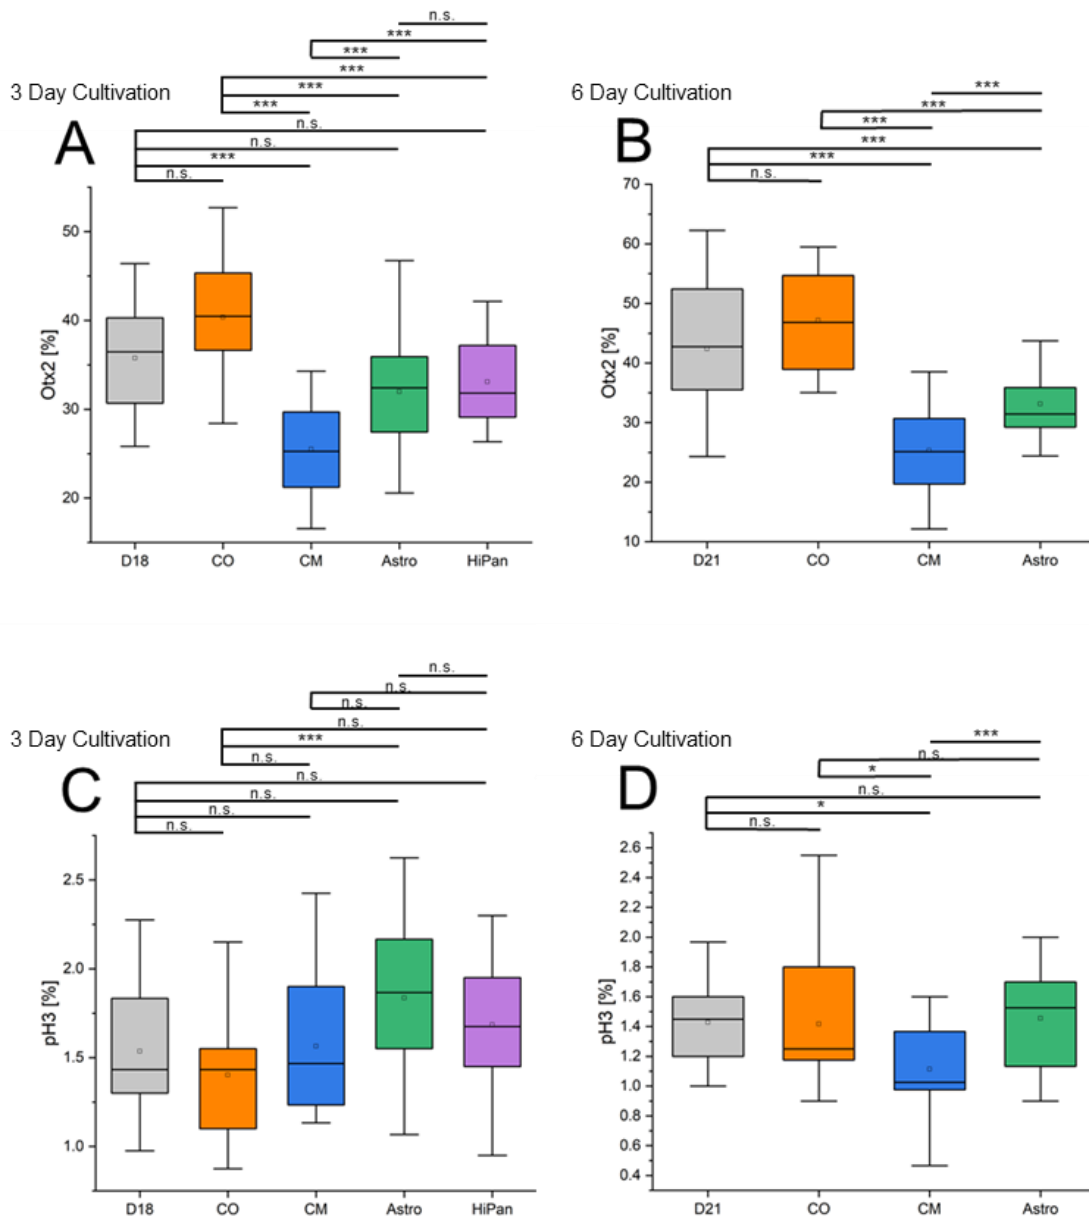 n.s.
***
***
***
***
***
n.s.
n.s.
***
n.s.
3 Day Cultivation
A
50
40
30
20
Otx2 [%]
D18 CO CM Astro HiPan
6 Day Cultivation
B
***
***
***
***
***
n.s.
70
60
50
40
30
20
10
Otx2 [%]
D21 CO CM Astro
n.s.
n.s.
n.s.
n.s.
***
n.s.
n.s.
n.s.
n.s.
n.s.
3 Day Cultivation
C
2.5
2.0
1.5
1.0
pH3 [%]
D18 CO CM Astro HiPan
6 Day Cultivation
D
***
n.s.
*
n.s.
*
n.s.
2.6
2.4
2.2
2.0
1.8
1.6
1.4
1.2
1.0
0.8
0.6
0.4
pH3 [%]
D21 CO CM Astro